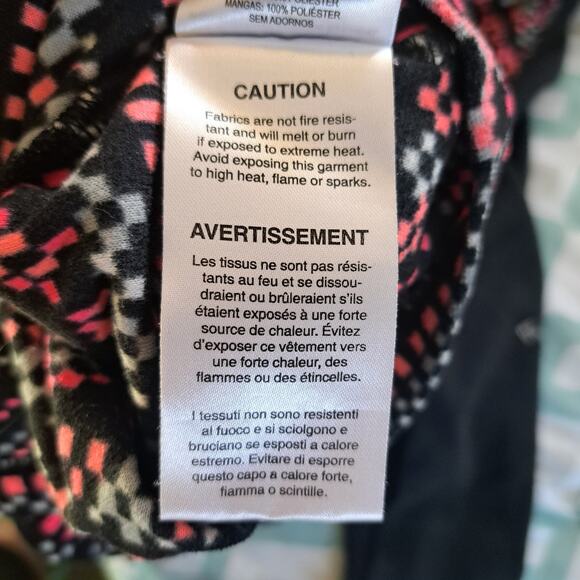 MANGAS: 100% POLIÉSTER
SEM ADORNOS
CAUTION
Fabrics are not fire resis-
tant and will melt or burn
if exposed to extreme heat.
Avoid exposing this garment
to high heat, flame or sparks.
AVERTISSEMENT
Les tissus ne sont pas résis-
tants au feu et se dissou-
draient ou brûleraient s'ils
étaient exposés à une forte
source de chaleur. Évitez
d'exposer ce vêtement vers
une forte chaleur, des
flammes ou des étincelles.
I tessuti non sono resistenti
al fuoco e si sciolgono e
bruciano se esposti a calore
estremo. Evitare di esporre
questo capo a calore forte,
fiamma o scintille.